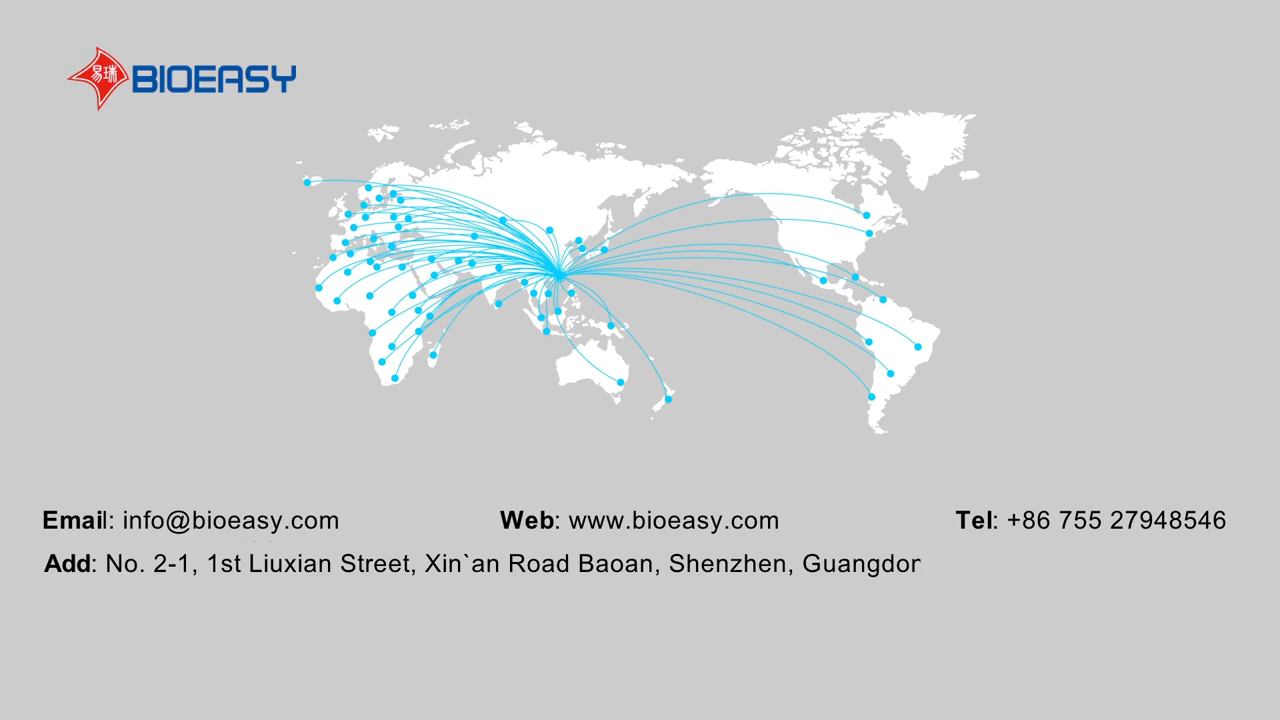 易瑞 BIOEASY
Email: info@bioeasy.com Web: www.bioeasy.com Tel: +86 755 27948546
Add: No. 2-1, 1st Liuxian Street, Xin`an Road Baoan, Shenzhen, Guangdor